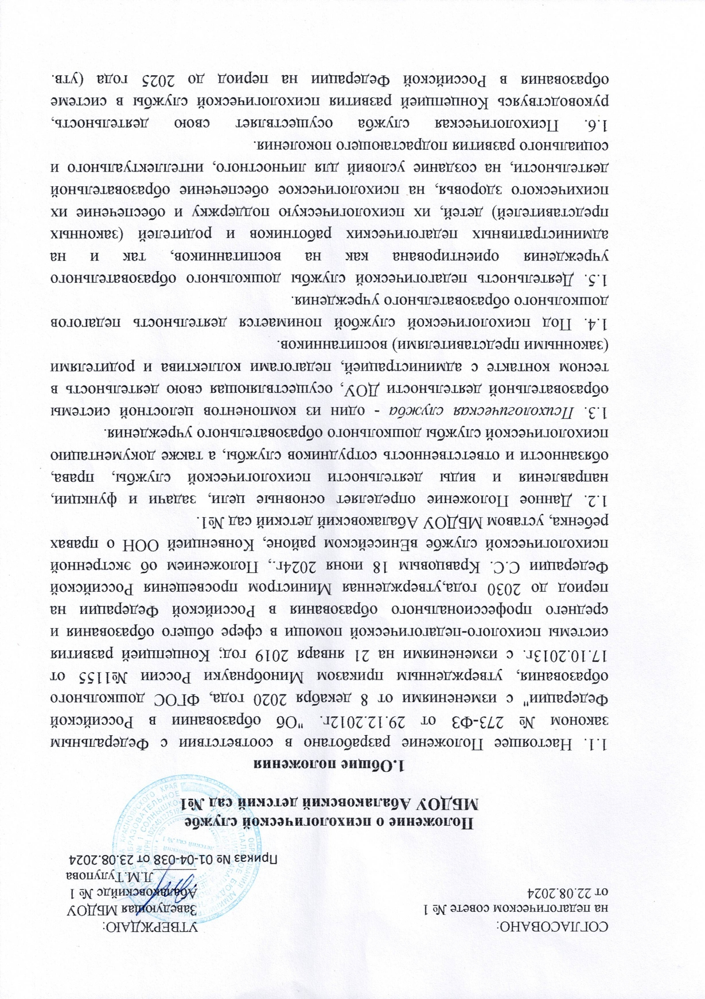 СОГЛАСОВАНО:
на педагогическом совете № 1
от 22.08.2024
УТВЕРЖДАЮ:
Заведующая МБДОУ
Абалаковскийдс № 1
Л.М.Тулупова
Приказ № 01-04-038 от 23.08.2024
Положение о психологической службе
МБДОУ Абалаковский детский сад №1
1.Общие положения
1.1. Настоящее Положение разработано в соответствии с Федеральным
законом № 273-ФЗ от 29.12.2012г. "Об образовании в Российской
Федерации" с изменениями от 8 декабря 2020 года, ФГОС дошкольного
образования, утвержденным приказом Минобрнауки России №1155 от
17.10.2013г. с изменениями на 21 января 2019 год; Концепцией развития
системы психолого-педагогической помощи в сфере общего образования и
среднего профессионального образования в Российской Федерации на
период до 2030 года,утвержденная Министром просвещения Российской
Федерации С.С. Кравцовым 18 июня 2024г., Положением об экстренной
психологической службе вЕнисейском районе, Конвенцией ООН о правах
ребенка, уставом МБДОУ Абалаковский детский сад №1.
1.2. Данное Положение определяет основные цели, задачи и функции,
направления и виды деятельности психологической службы, права,
обязанности и ответственность сотрудников службы, а также документацию
психологической службы дошкольного образовательного учреждения.
1.3. Психологическая служба - один из компонентов целостной системы
образовательной деятельности ДОУ, осуществляющая свою деятельность в
тесном контакте с администрацией, педагогами коллектива и родителями
(законными представителями) воспитанников.
1.4. Под психологической службой понимается деятельность педагогов
дошкольного образовательного учреждения.
1.5. Деятельность педагогической службы дошкольного образовательного
учреждения ориентирована как на воспитанников, так и на
административных педагогических работников и родителей (законных
представителей) детей, их психологическую поддержку и обеспечение их
психического здоровья, на психологическое обеспечение образовательной
деятельности, на создание условий для личностного, интеллектуального и
социального развития подрастающего поколения.
1.6. Психологическая служба осуществляет свою деятельность,
руководствуясь Концепцией развития психологической службы в системе
образования в Российской Федерации на период до 2025 года (утв.